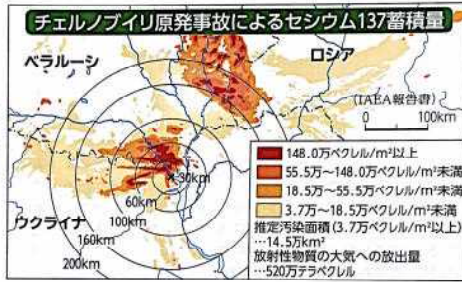 チェルノブイリ原発事故によるセシウム137蓄積量
ベラルーシ
ロシア
(IAEA報告書)
0 100km
30km
60km
100km
ウクライナ
160km
200km
148.0万ベクレル/m²以上
55.5万〜148.0万ベクレル/m²未満
18.5万〜55.5万ベクレル/m²未満
3.7万〜18.5万ベクレル/m²未満
推定汚染面積(3.7万ベクレル/m²以上)
…14.5万km²
放射性物質の大気への放出量
…520万テラベクレル